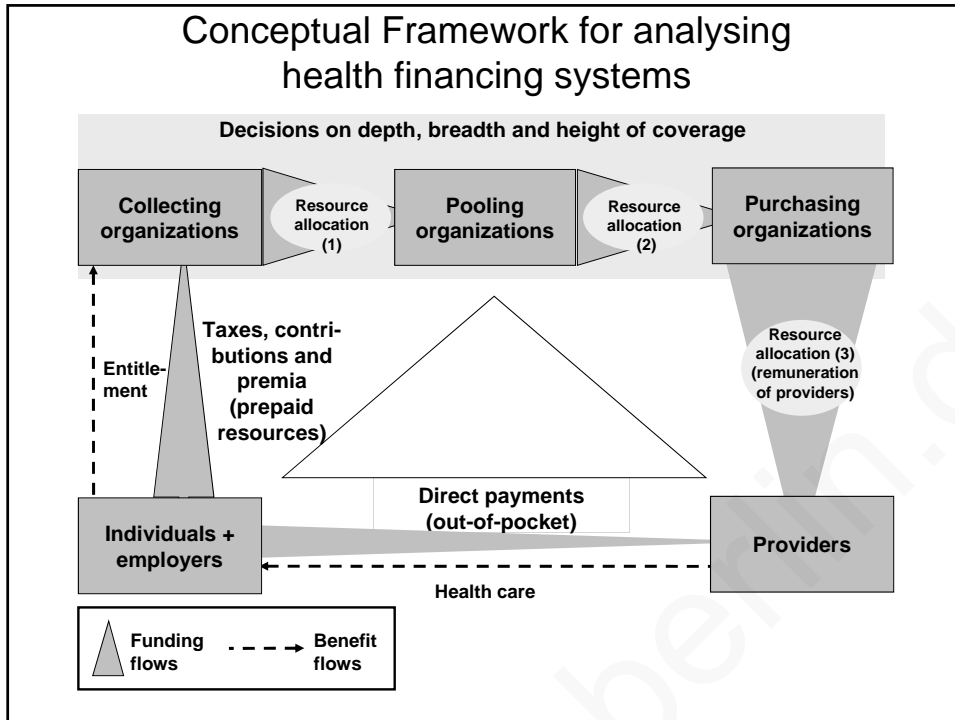 Conceptual Framework for analysing
health financing systems
Decisions on depth, breadth and height of coverage
Collecting
organizations
Resource
allocation
(1)
Pooling
organizations
Resource
allocation
(2)
Purchasing
organizations
Entitle-
ment
Taxes, contri-
butions and
premia
(prepaid
resources)
Resource
allocation (3)
(remuneration
of providers)
Direct payments
(out-of-pocket)
Individuals +
employers
Providers
Health care
Funding
flows
Benefit
flows
berlin.d